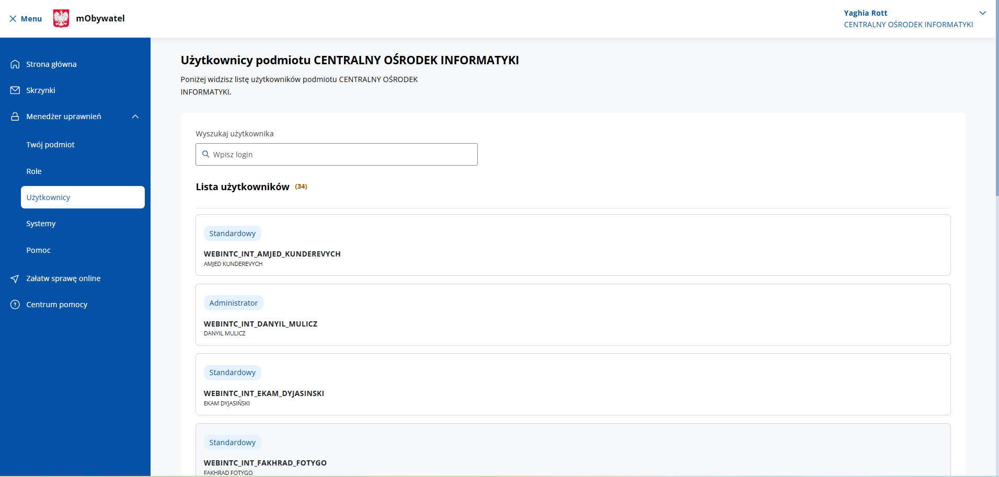 Menu
mObywatel
Yaghia Rott
CENTRALNY OŚRODEK INFORMATYKI
Strona główna
Skrzynki
Menedżer uprawnień
Twój podmiot
Role
Użytkownicy
Systemy
Pomoc
Załatw sprawę online
Centrum pomocy
Użytkownicy podmiotu CENTRALNY OŚRODEK INFORMATYKI
Poniżej widzisz listę użytkowników podmiotu CENTRALNY OŚRODEK
INFORMATYKI.
Wyszukaj użytkownika
Wpisz login
Lista użytkowników (34)
Standardowy
WEBINTC_INT_AMJED_KUNDEREVYCH
AMJED KUNDEREVYCH
Administrator
WEBINTC_INT_DANYIL_MULICZ
DANYIL MULICZ
Standardowy
WEBINTC_INT_EKAM_DYJASINSKI
EKAM DYJASIŃSKI
Standardowy
WEBINTC_INT_FAKHRAD_FOTYGO
FAKHRAD FOTYGO